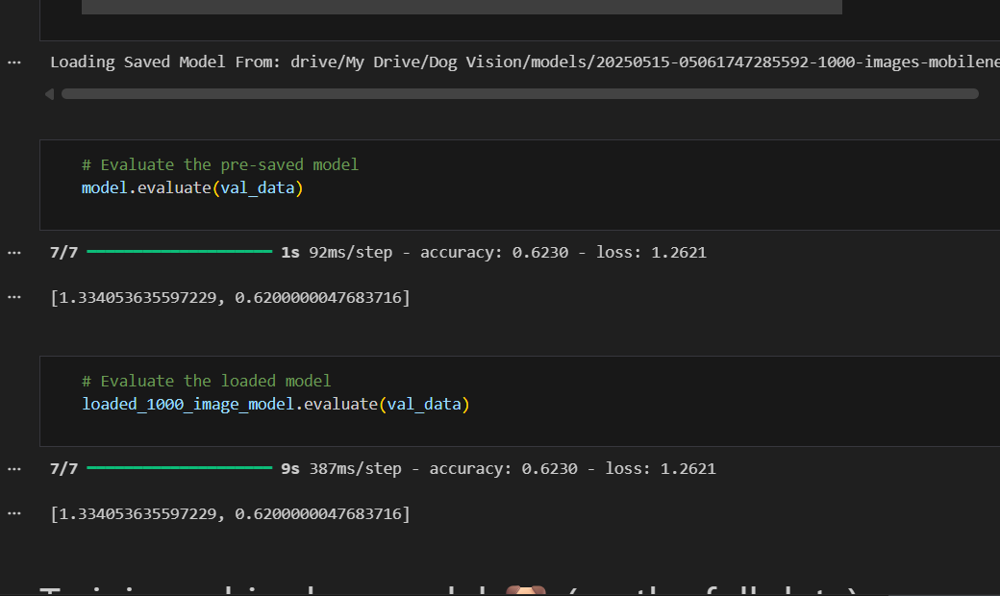 Loading Saved Model From: drive/My Drive/Dog Vision/models/20250515-05061747285592-1000-images-mobilene
# Evaluate the pre-saved model
model.evaluate(val_data)
7/7 1s 92ms/step - accuracy: 0.6230 - loss: 1.2621
[1.334053635597229, 0.6200000047683716]
# Evaluate the loaded model
loaded_1000_image_model.evaluate(val_data)
7/7 9s 387ms/step - accuracy: 0.6230 - loss: 1.2621
[1.334053635597229, 0.6200000047683716]